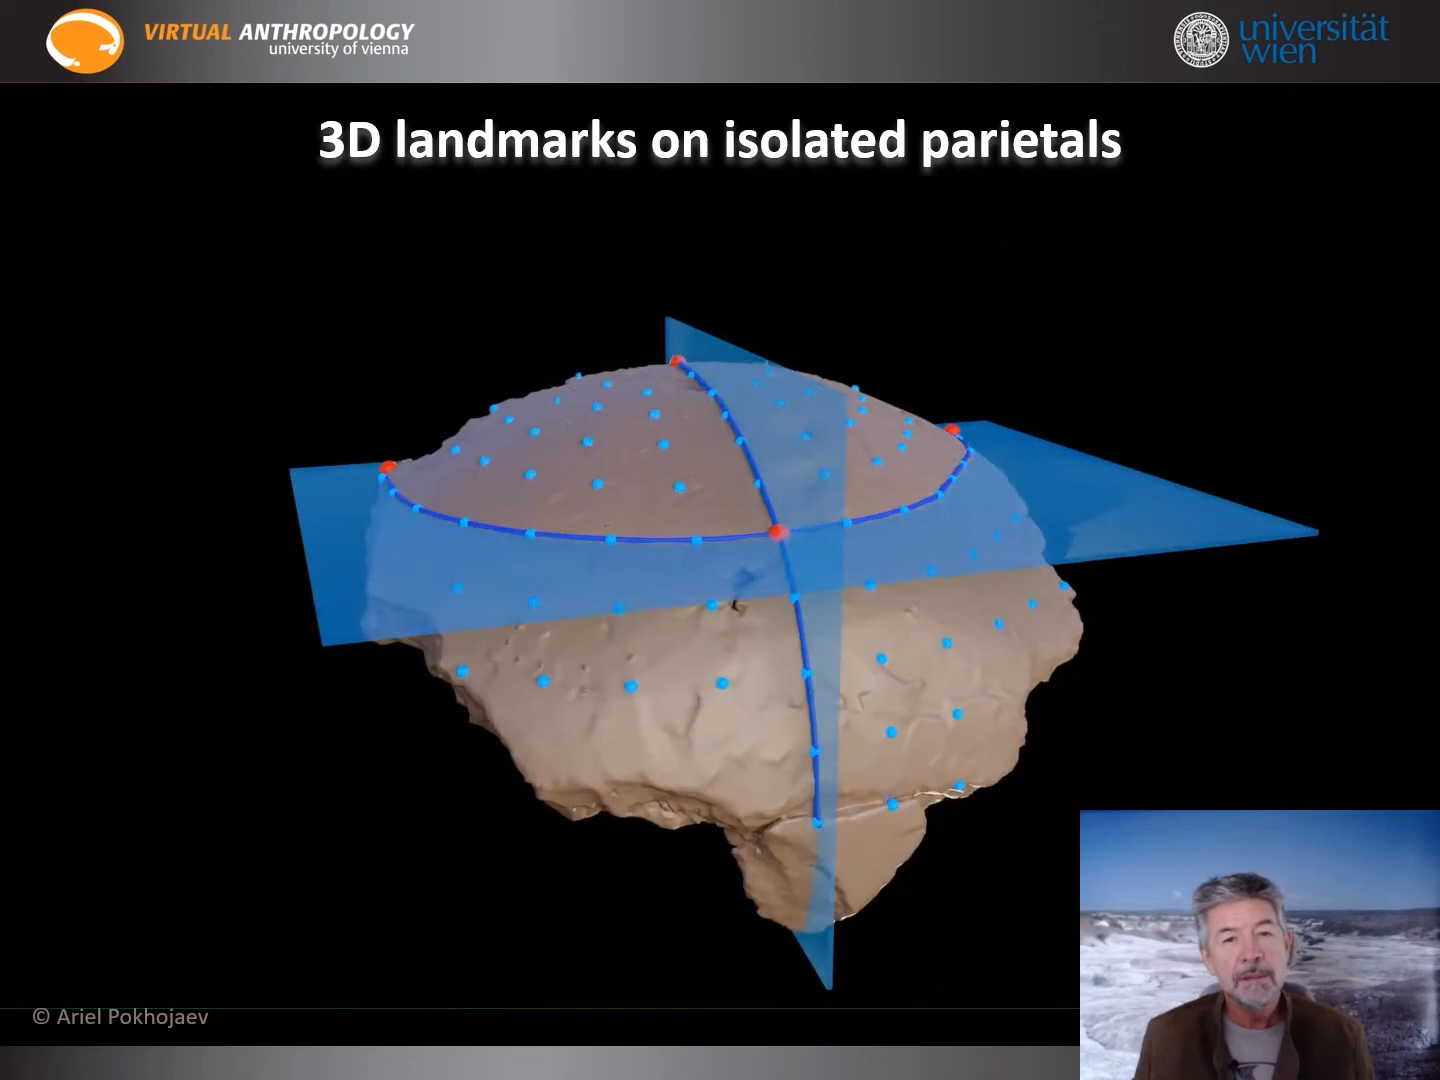 VIRTUAL ANTHROPOLOGY
university of vienna
universität
wien
3D landmarks on isolated parietals
© Ariel Pokhojaev